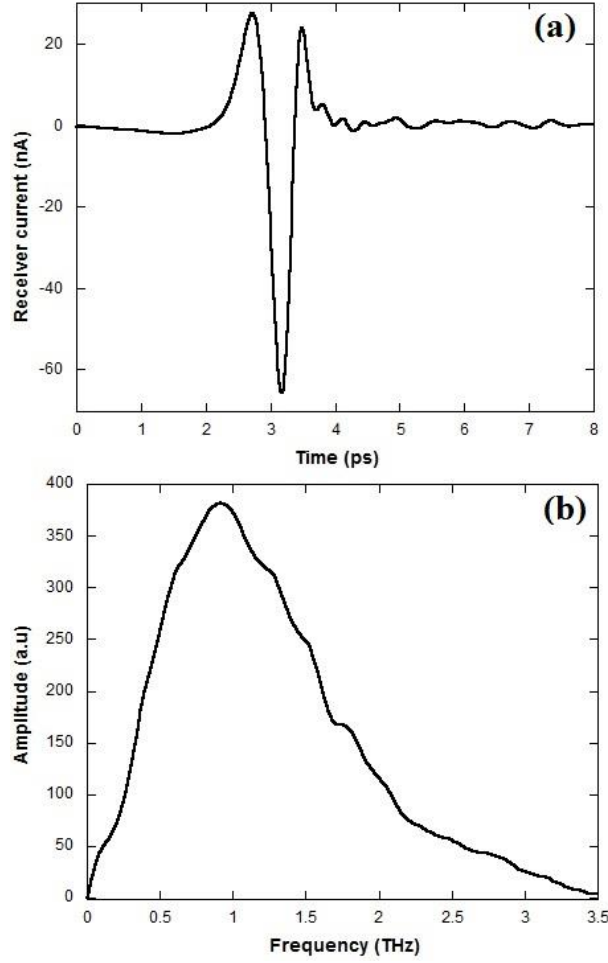 (a)
20
0
-20
-40
-60
Receiver current (nA)
0 1 2 3 4 5 6 7 8
Time (ps)
(b)
400
350
300
250
200
150
100
50
0
Amplitude (a.u)
0 0.5 1 1.5 2 2.5 3 3.5
Frequency (THz)